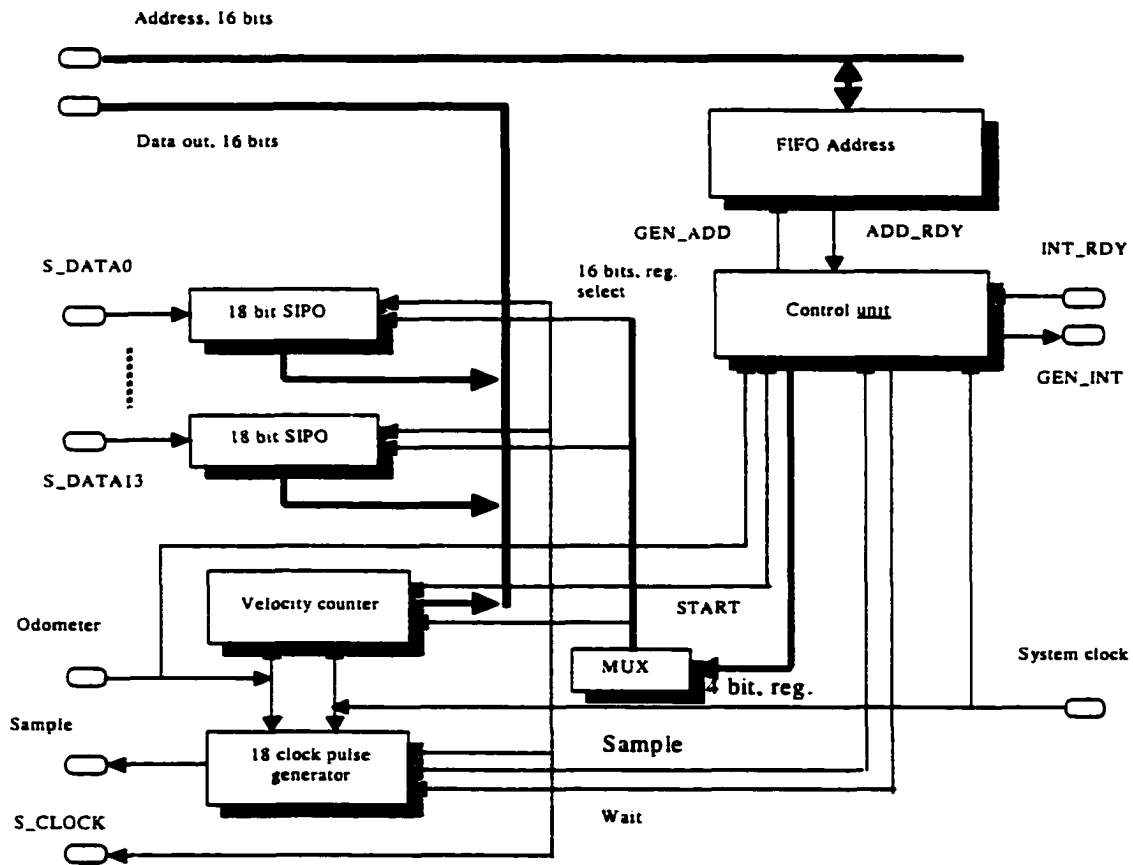 Address, 16 bits
Data out, 16 bits
FIFO Address
GEN_ADD
ADD_RDY
INT_RDY
S_DATA0
16 bits, reg.
select
18 bit SIPO
Control unit
GEN_INT
18 bit SIPO
S_DATA13
Velocity counter
START
Odometer
MUX
System clock
4 bit, reg.
Sample
18 clock pulse
generator
Sample
Wait
S_CLOCK